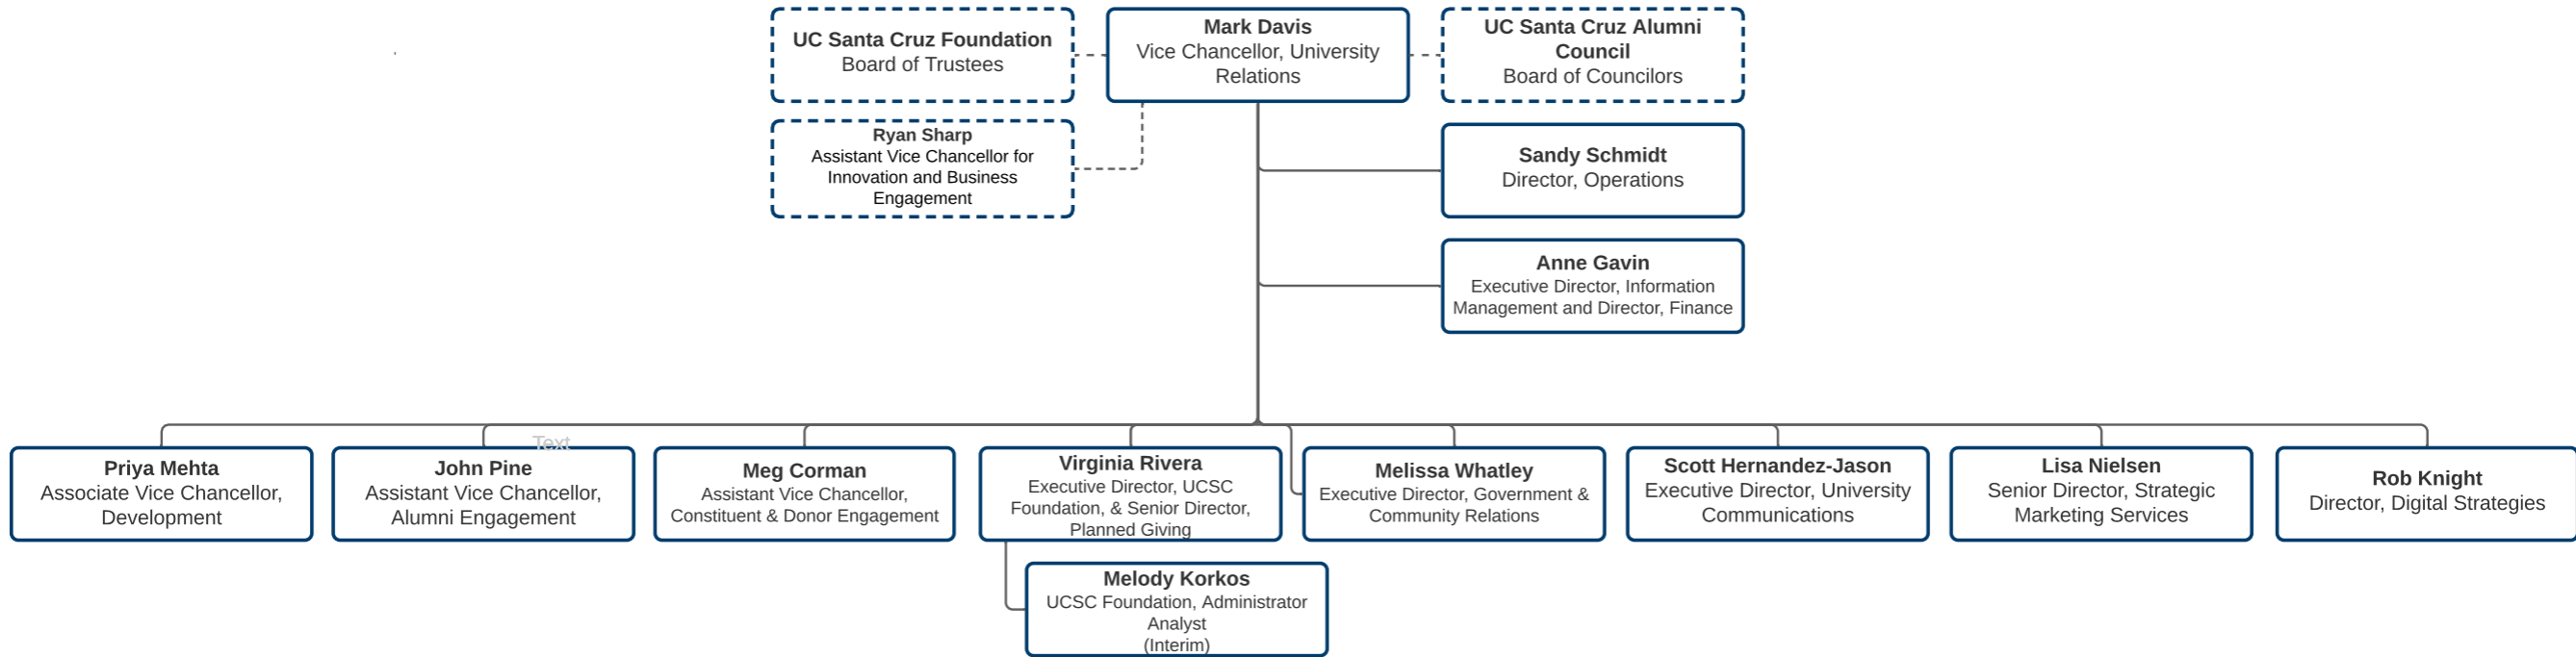 UC Santa Cruz Foundation
Board of Trustees
Mark Davis
Vice Chancellor, University
Relations
UC Santa Cruz Alumni
Council
Board of Councilors
Ryan Sharp
Assistant Vice Chancellor for
Innovation and Business
Engagement
Sandy Schmidt
Director, Operations
Anne Gavin
Executive Director, Information
Management and Director, Finance
Text
Priya Mehta
Associate Vice Chancellor,
Development
John Pine
Assistant Vice Chancellor,
Alumni Engagement
Meg Corman
Assistant Vice Chancellor,
Constituent & Donor Engagement
Virginia Rivera
Executive Director, UCSC
Foundation, & Senior Director,
Planned Giving
Melissa Whatley
Executive Director, Government &
Community Relations
Scott Hernandez-Jason
Executive Director, University
Communications
Lisa Nielsen
Senior Director, Strategic
Marketing Services
Rob Knight
Director, Digital Strategies
Melody Korkos
UCSC Foundation, Administrator
Analyst
(Interim)